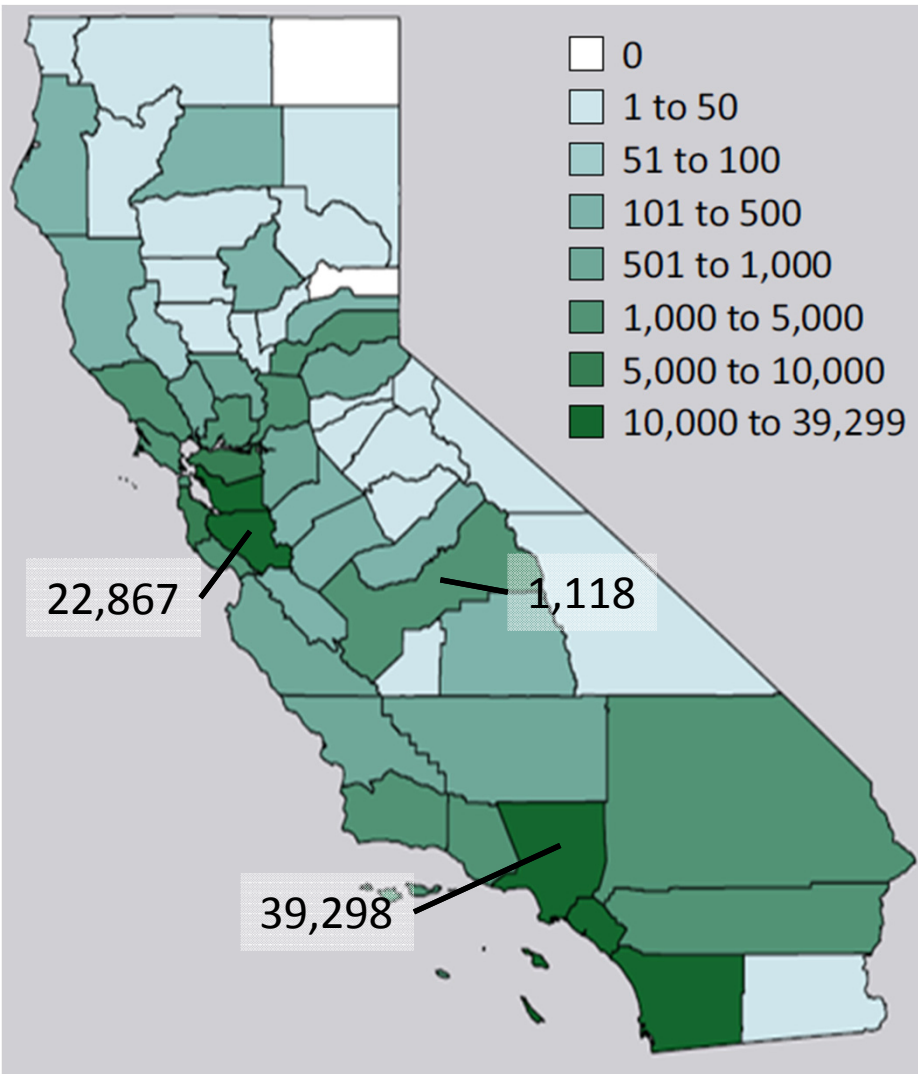 0
1 to 50
51 to 100
101 to 500
501 to 1,000
1,000 to 5,000
5,000 to 10,000
10,000 to 39,299
22,867
1,118
39,298